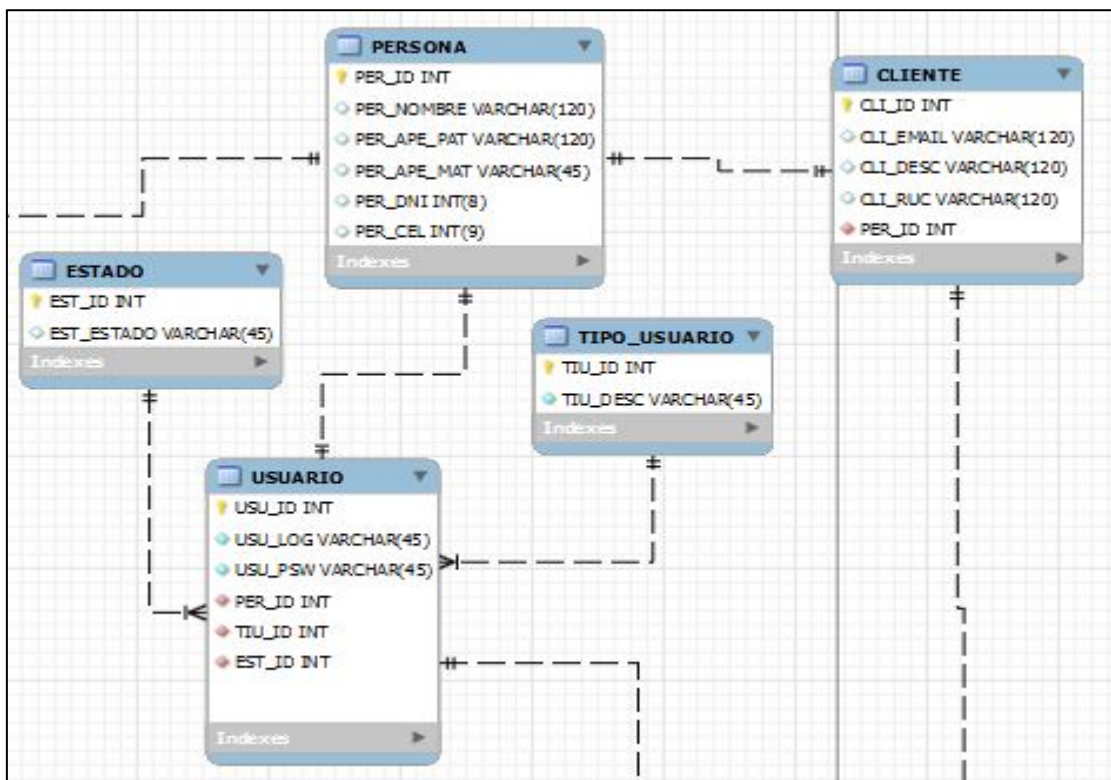 PERSONA
PER_ID INT
PER_NOMBRE VARCHAR(120)
PER_APE_PAT VARCHAR(120)
PER_APE_MAT VARCHAR(45)
PER_DNI INT(8)
PER_CEL INT(9)
Indexes
CLIENTE
CLI_ID INT
CLI_EMAIL VARCHAR(120)
CLI_DESC VARCHAR(120)
CLI_RUC VARCHAR(120)
PER_ID INT
Indexes
ESTADO
EST_ID INT
EST_ESTADO VARCHAR(45)
Indexes
TIPO_USUARIO
TIU_ID INT
TIU_DESC VARCHAR(45)
Indexes
USUARIO
USU_ID INT
USU_LOG VARCHAR(45)
USU_PSW VARCHAR(45)
PER_ID INT
TIU_ID INT
EST_ID INT
Indexes